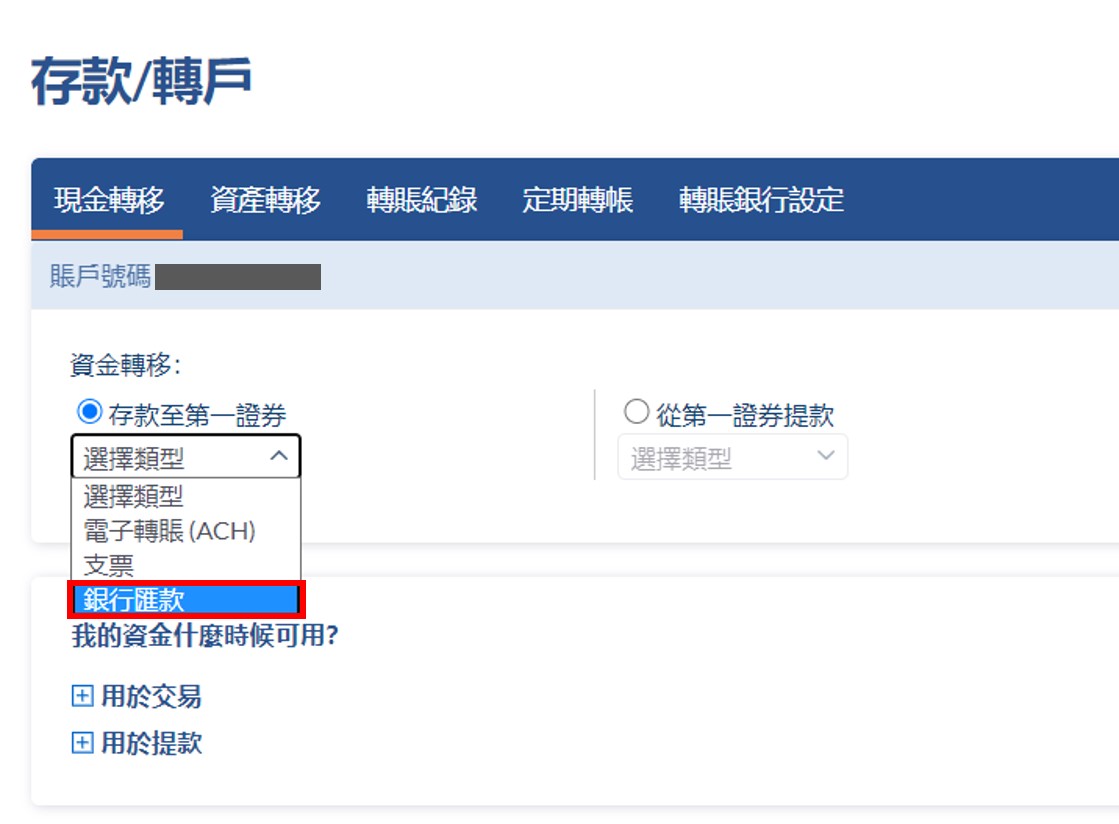 存款/轉戶
現金轉移 資產轉移 轉賬紀錄 定期轉帳 轉賬銀行設定
賬戶號碼
資金轉移:
存款至第一證券 從第一證券提款
選擇類型 選擇類型
選擇類型
電子轉賬 (ACH)
支票
銀行匯款
我的資金什麼時候可用?
用於交易
用於提款